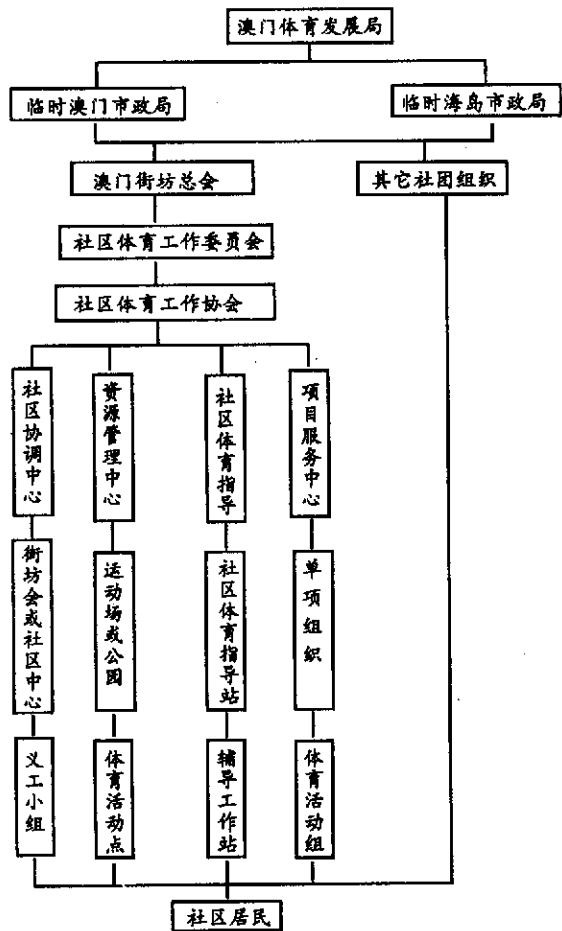 澳门体育发展局
临时澳门市政局
临时海岛市政局
澳门街坊总会
其它社团组织
社区体育工作委员会
社区体育工作协会
社区协调中心
资源管理中心
社区体育指导
项目服务中心
街坊会或社区中心
运动场或公园
社区体育指导站
单项组织
义工小组
体育活动点
辅导工作站
体育活动组
社区居民